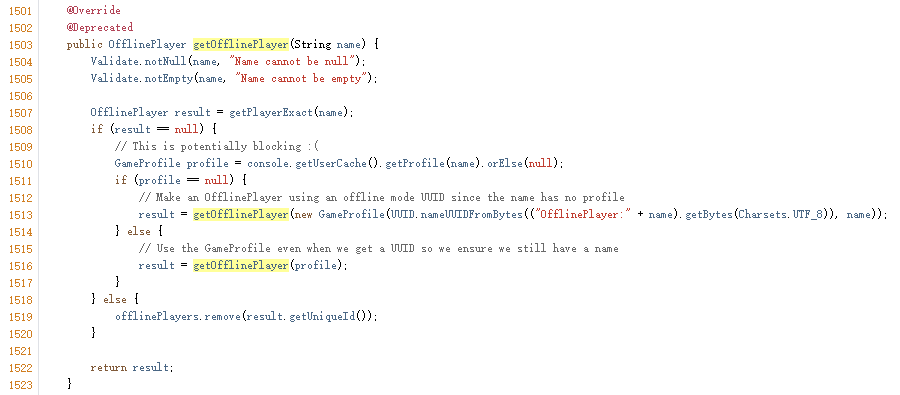 1501 @Override
1502 @Deprecated
1503 public OfflinePlayer getOfflinePlayer(String name) {
1504 Validate.notNull(name, "Name cannot be null");
1505 Validate.notEmpty(name, "Name cannot be empty");
1506
1507 OfflinePlayer result = getPlayerExact(name);
1508 if (result == null) {
1509 // This is potentially blocking :(
1510 GameProfile profile = console.getUserCache().getProfile(name).orElse(null);
1511 if (profile == null) {
1512 // Make an OfflinePlayer using an offline mode UUID since the name has no profile
1513 result = getOfflinePlayer(new GameProfile(UUID.nameUUIDFromBytes(("OfflinePlayer:" + name).getBytes(Charsets.UTF_8)), name));
1514 } else {
1515 // Use the GameProfile even when we get a UUID so we ensure we still have a name
1516 result = getOfflinePlayer(profile);
1517 }
1518 } else {
1519 offlinePlayers.remove(result.getUniqueId());
1520 }
1521
1522 return result;
1523 }